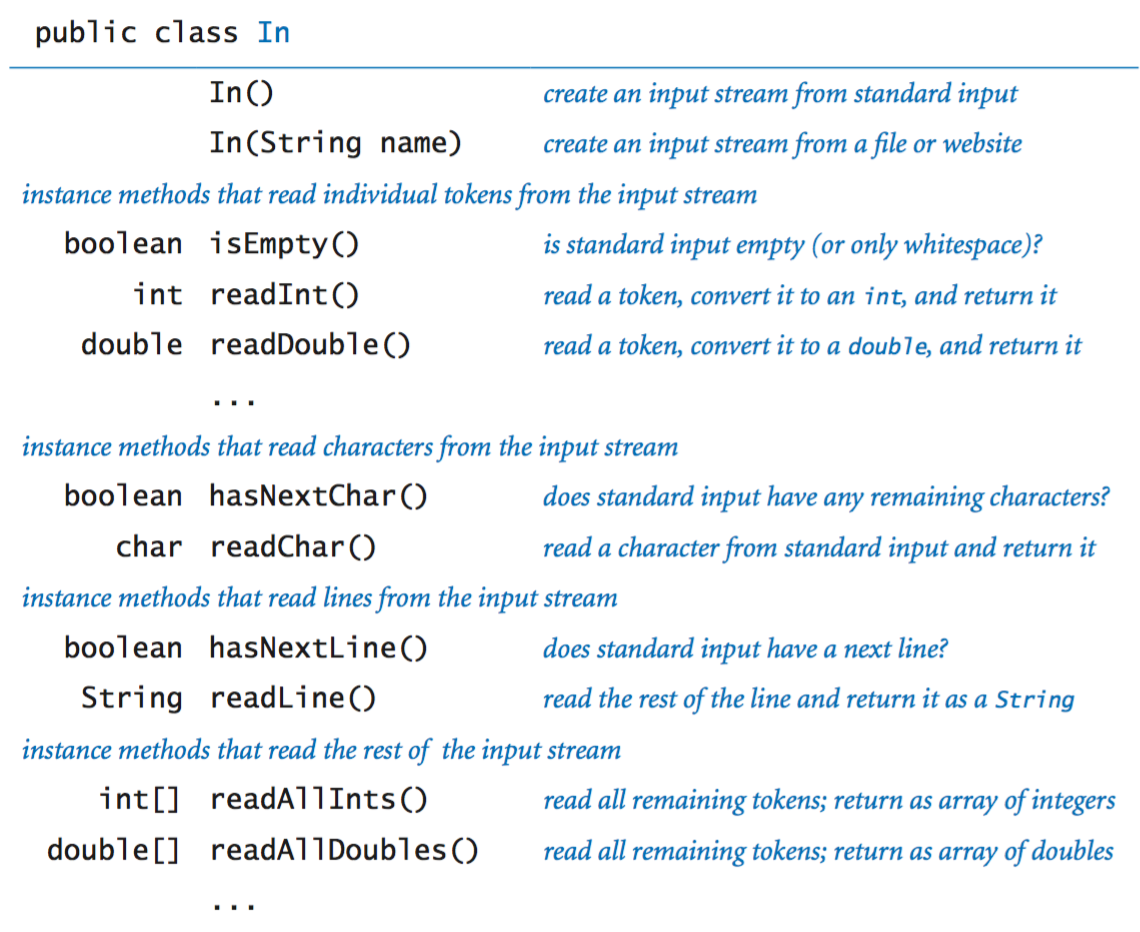 public class In
In() create an input stream from standard input
In(String name) create an input stream from a file or website
instance methods that read individual tokens from the input stream
boolean isEmpty() is standard input empty (or only whitespace)?
int readInt() read a token, convert it to an int, and return it
double readDouble() read a token, convert it to a double, and return it
...
instance methods that read characters from the input stream
boolean hasNextChar() does standard input have any remaining characters?
char readChar() read a character from standard input and return it
instance methods that read lines from the input stream
boolean hasNextLine() does standard input have a next line?
String readLine() read the rest of the line and return it as a String
instance methods that read the rest of the input stream
int[] readAllInts() read all remaining tokens; return as array of integers
double[] readAllDoubles() read all remaining tokens; return as array of doubles
...